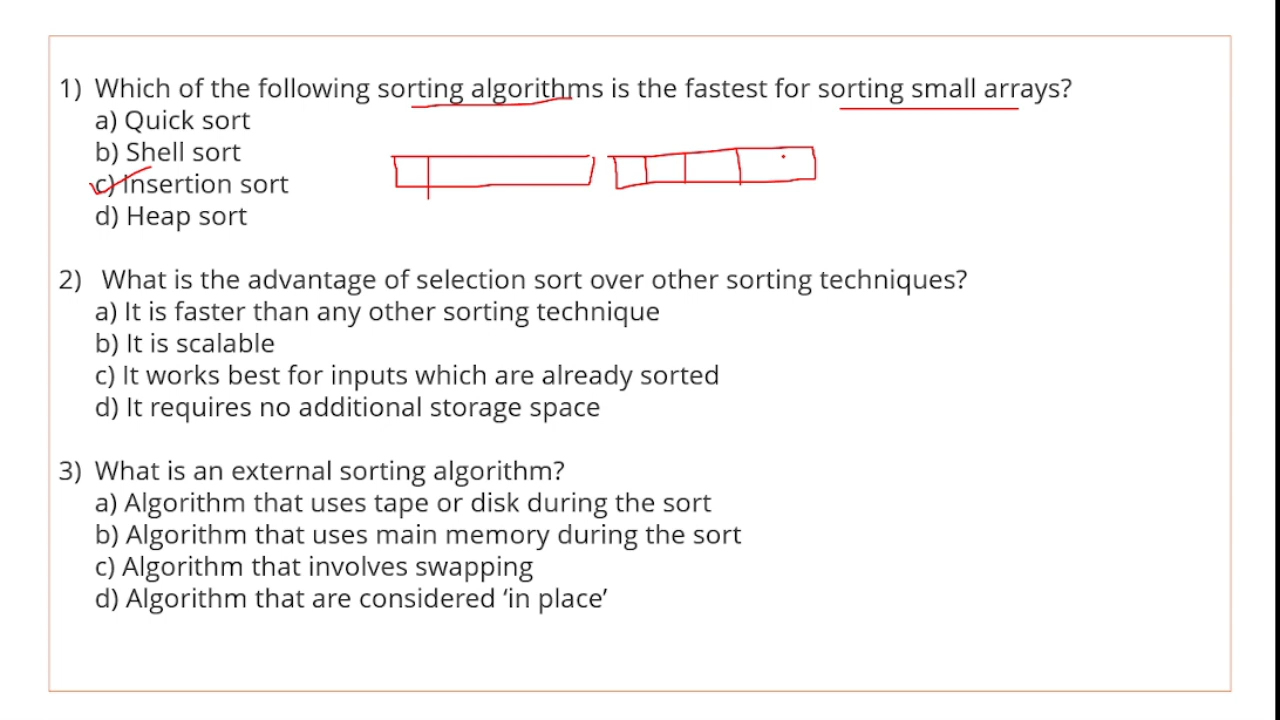 1) Which of the following sorting algorithms is the fastest for sorting small arrays?
a) Quick sort
b) Shell sort
c) Insertion sort
d) Heap sort
2) What is the advantage of selection sort over other sorting techniques?
a) It is faster than any other sorting technique
b) It is scalable
c) It works best for inputs which are already sorted
d) It requires no additional storage space
3) What is an external sorting algorithm?
a) Algorithm that uses tape or disk during the sort
b) Algorithm that uses main memory during the sort
c) Algorithm that involves swapping
d) Algorithm that are considered ‘in place’